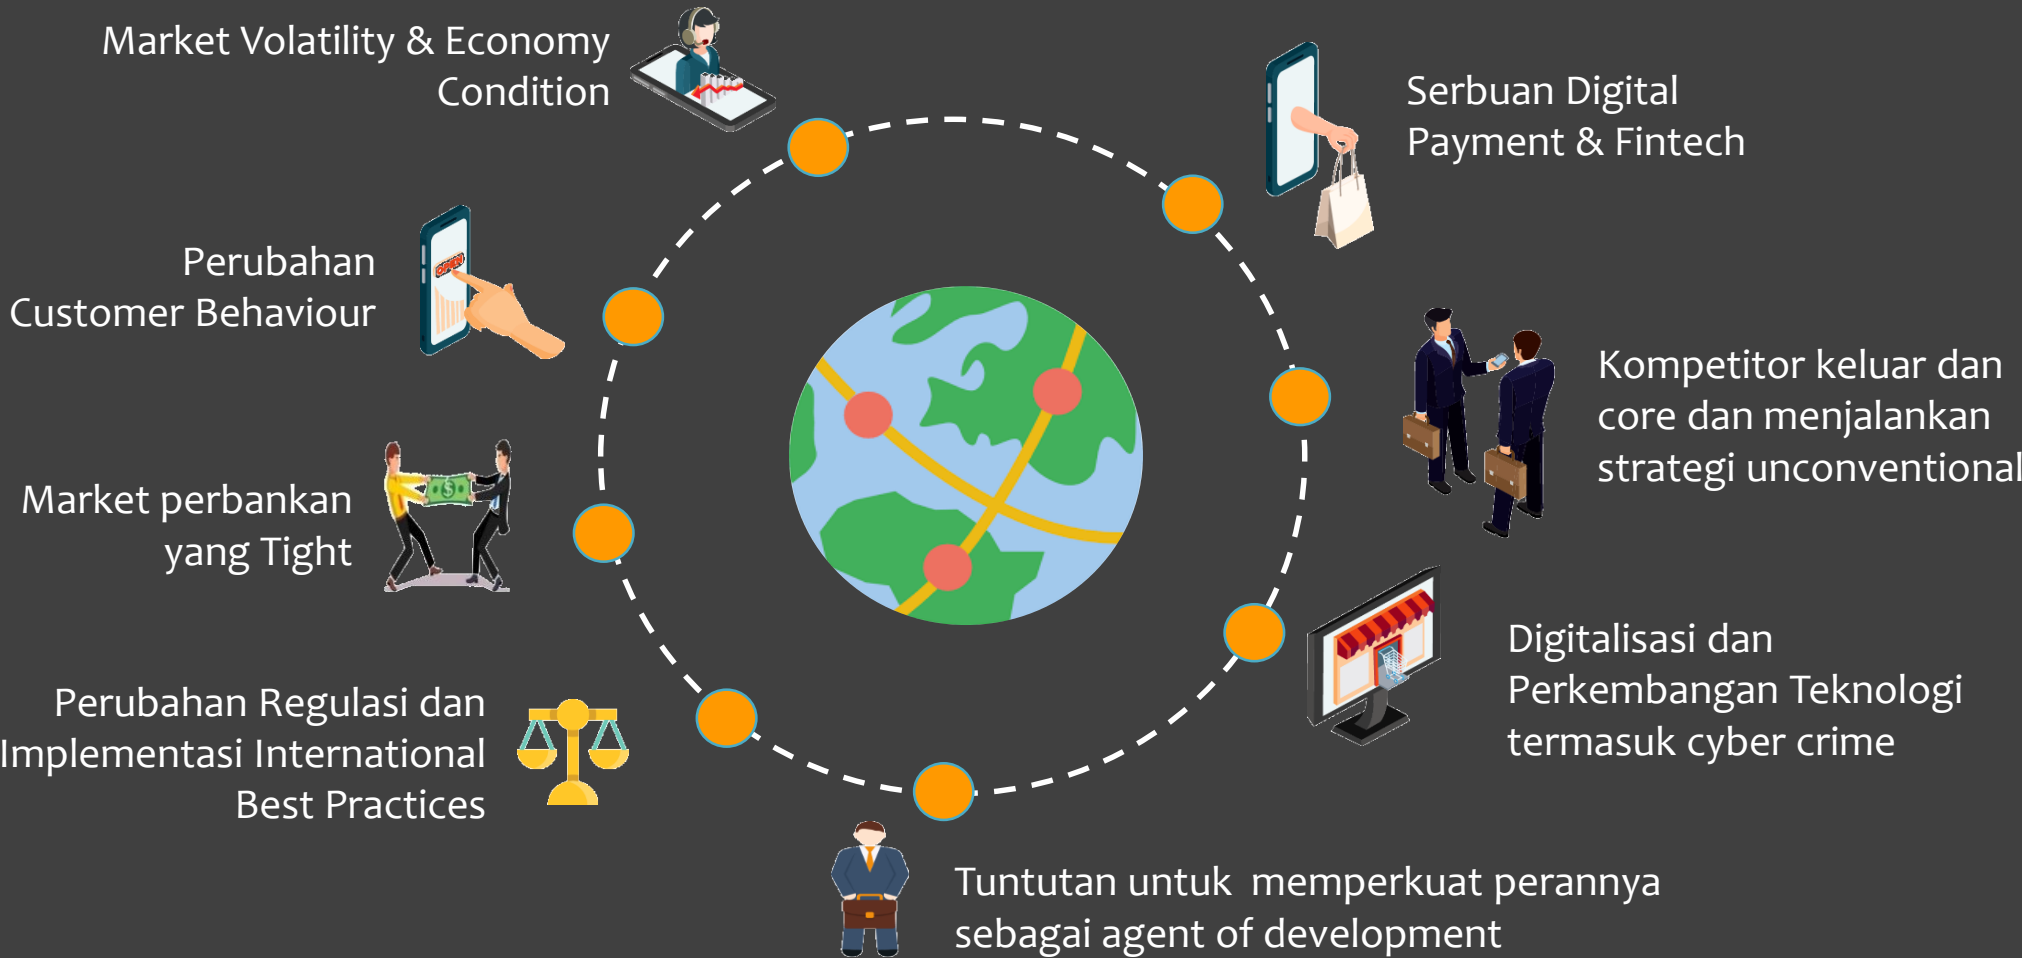 Market Volatility & Economy
Condition
Serbuan Digital
Payment & Fintech
Perubahan
Customer Behaviour
OPEN
Kompetitor keluar dan
core dan menjalankan
strategi unconventional
Market perbankan
yang Tight
$
Digitalisasi dan
Perkembangan Teknologi
termasuk cyber crime
Perubahan Regulasi dan
Implementasi International
Best Practices
Tuntutan untuk memperkuat perannya
sebagai agent of development